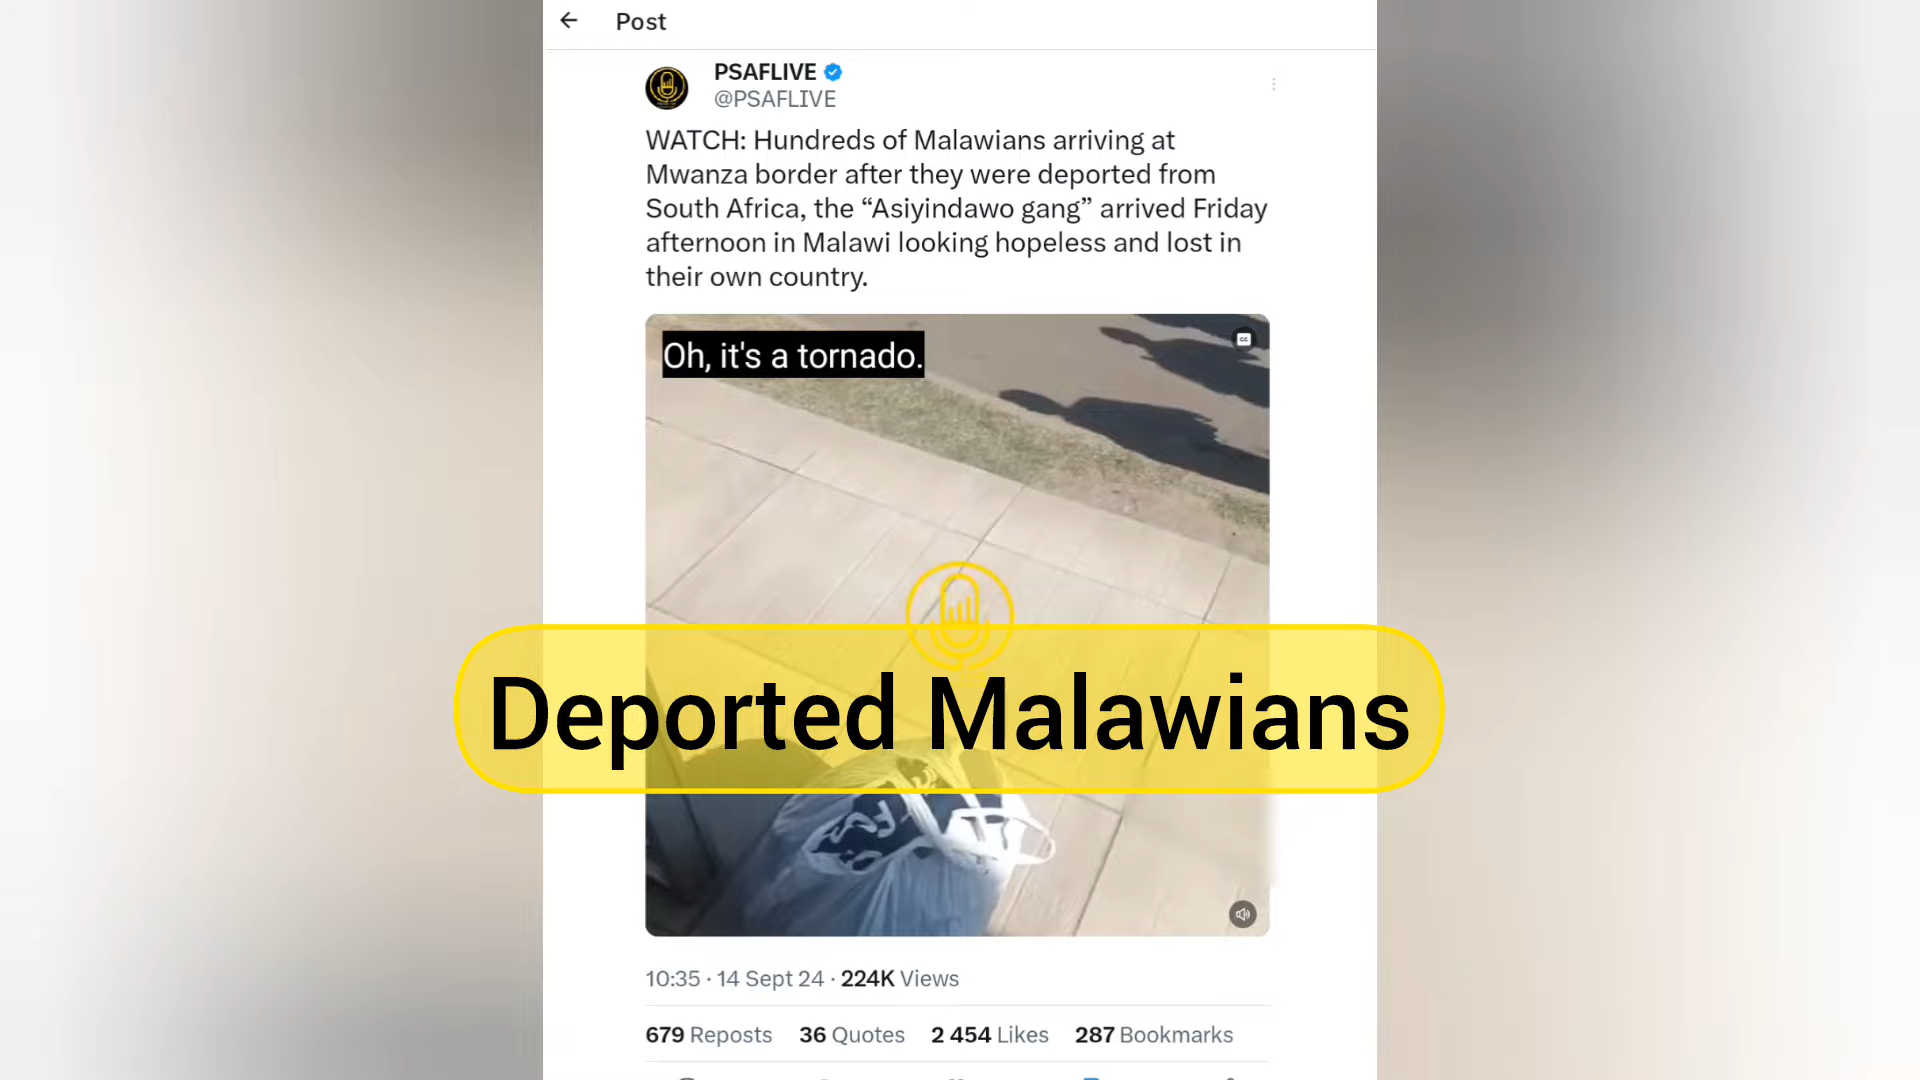 Post
PSAFLIVE
@PSAFLIVE
WATCH: Hundreds of Malawians arriving at
Mwanza border after they were deported from
South Africa, the “Asiyindawo gang” arrived Friday
afternoon in Malawi looking hopeless and lost in
their own country.
Oh, it's a tornado.
CC
Deported Malawians
10:35 · 14 Sept 24 · 224K Views
679 Reposts 36 Quotes 2 454 Likes 287 Bookmarks